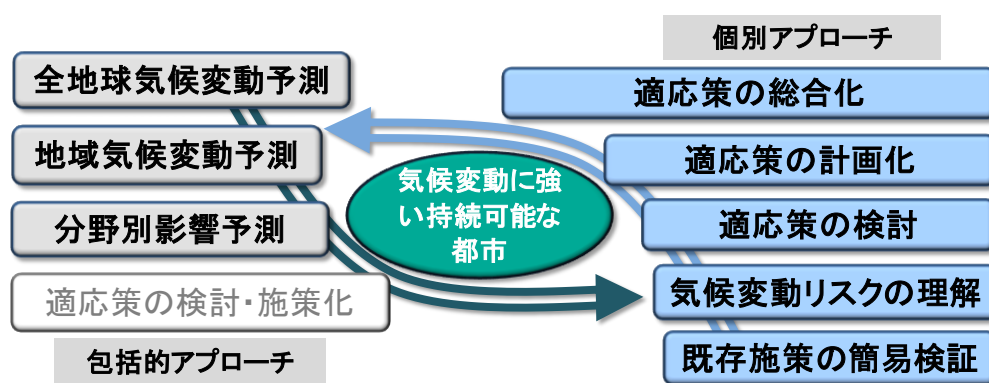 個別アプローチ
全地球気候変動予測
適応策の総合化
地域気候変動予測
適応策の計画化
気候変動に強
い持続可能な
都市
分野別影響予測
適応策の検討
適応策の検討・施策化
気候変動リスクの理解
包括的アプローチ
既存施策の簡易検証